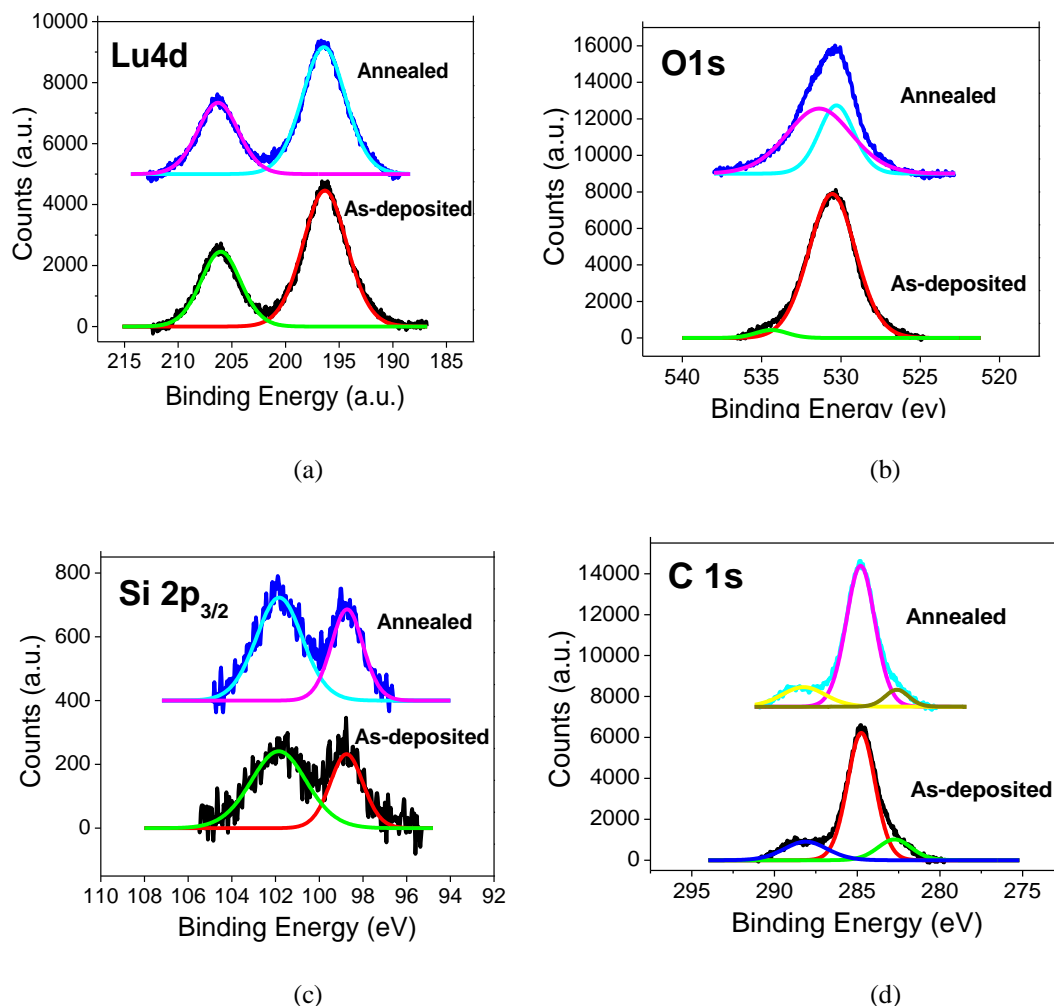 Lu4d
Annealed
As-deposited
Counts (a.u.)
10000
8000
6000
4000
2000
0
215 210 205 200 195 190 185
Binding Energy (a.u.)
(a)
O1s
Annealed
As-deposited
Counts (a.u.)
16000
14000
12000
10000
8000
6000
4000
2000
0
540 535 530 525 520
Binding Energy (ev)
(b)
Si 2p3/2
Annealed
As-deposited
Counts (a.u.)
800
600
400
200
0
110 108 106 104 102 100 98 96 94 92
Binding Energy (eV)
(c)
C 1s
Annealed
As-deposited
Counts (a.u.)
14000
12000
10000
8000
6000
4000
2000
0
295 290 285 280 275
Binding Energy (eV)
(d)